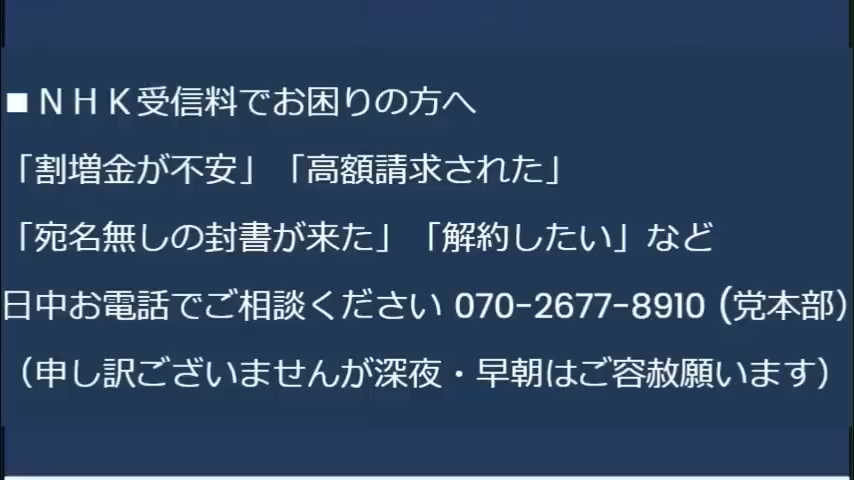 ■ＮＨＫ受信料でお困りの方へ
「割増金が不安」「高額請求された」
「宛名無しの封書が来た」「解約したい」など
日中お電話でご相談ください 070-2677-8910 (党本部)
（申し訳ございませんが深夜・早朝はご容赦願います）